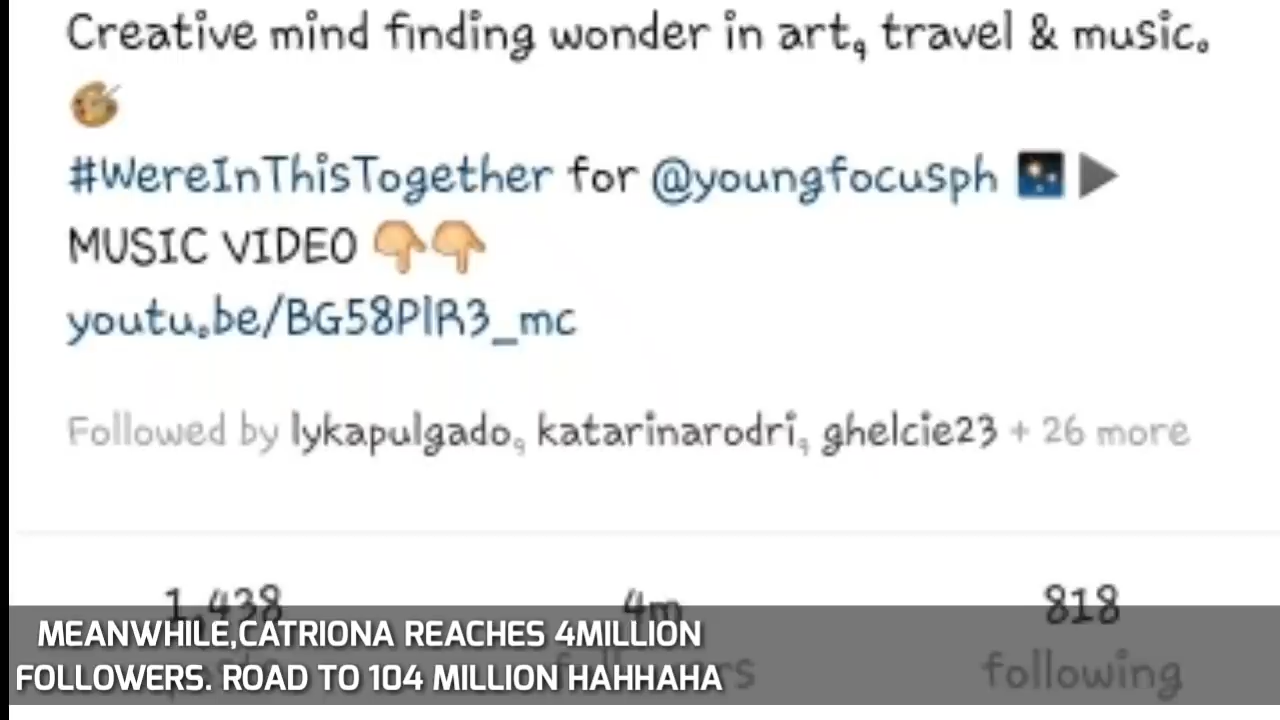 Creative mind finding wonder in art, travel & music.
#WereInThisTogether for @youngfocusph
MUSIC VIDEO
youtu.be/BG58PlR3_mc
Followed by lykapulgado, katarinarodri, ghelcie23 + 26 more
1,438 4m 818
following
MEANWHILE,CATRIONA REACHES 4MILLION
FOLLOWERS. ROAD TO 104 MILLION HAHHAHA